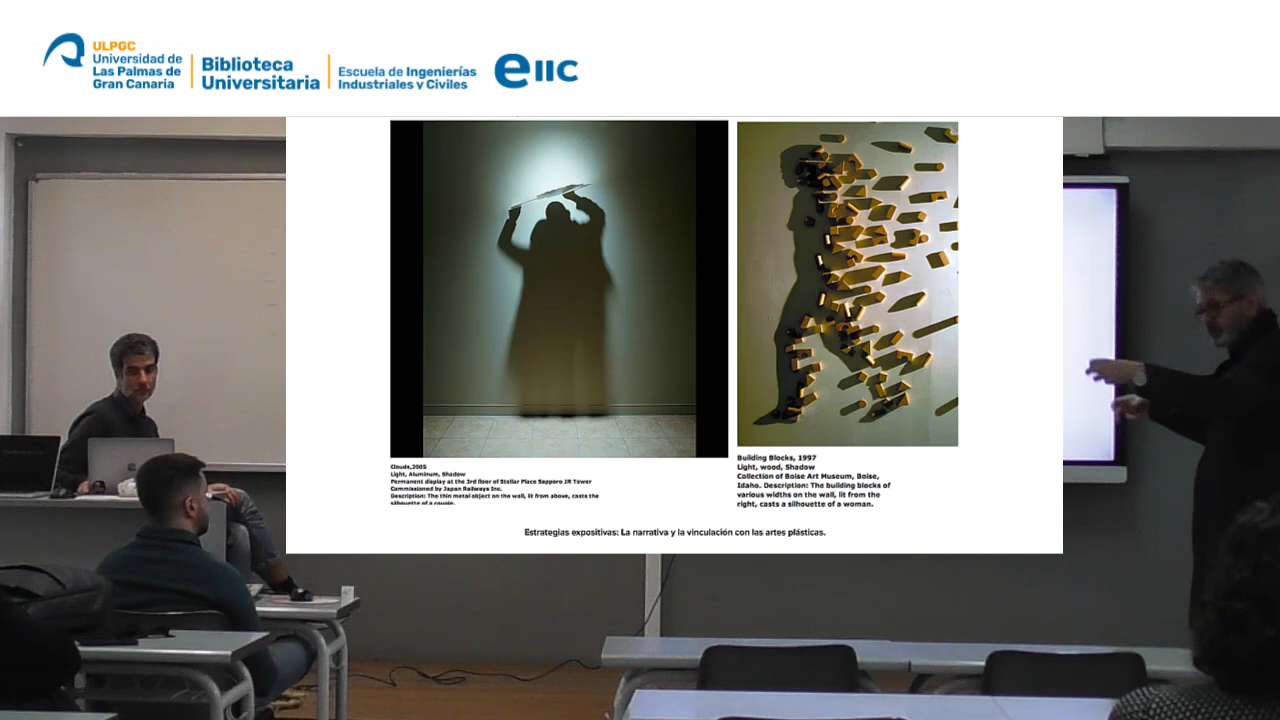 ULPGC
Universidad de
Las Palmas de
Gran Canaria
Biblioteca
Universitaria
Escuela de Ingenierías
Industriales y Civiles
eiic
Clouds, 2005
Light, Aluminum, Shadow
Permanent display at the 3rd floor of Stellar Place Sapporo JR Tower
Commissioned by Japan Railways Inc.
Description: The thin metal object on the wall, lit from above, casts the
silhouette of a couple.
Building Blocks, 1997
Light, wood, Shadow
Collection of Boise Art Museum, Boise,
Idaho. Description: The building blocks of
various widths on the wall, lit from the
right, casts a silhouette of a woman.
Estrategias expositivas: La narrativa y la vinculación con las artes plásticas.